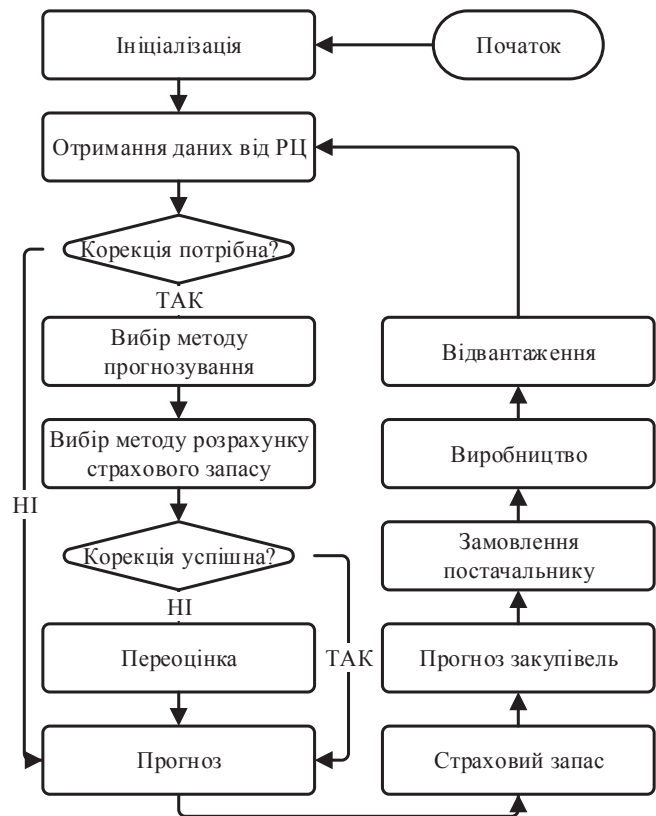 Ініціалізація
Початок
Отримання даних від РЦ
Корекція потрібна?
ТАК
Вибір методу
прогнозування
Вибір методу розрахунку
страхового запасу
НІ
Корекція успішна?
НІ
Переоцінка
ТАК
Прогноз
Відвантаження
Виробництво
Замовлення
постачальнику
Прогноз закупівель
Страховий запас